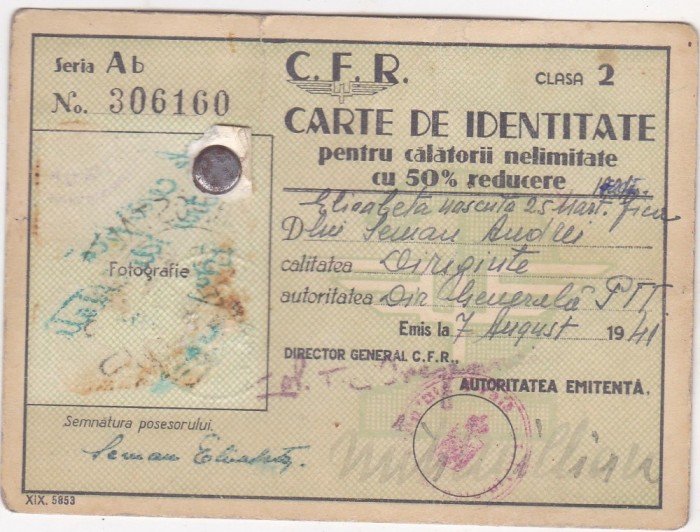 Seria Ab
No. 306160
C.F.R.
CLASA 2
CARTE DE IDENTITATE
pentru călătorii nelimitate
cu 50% reducere
Elisabeta născută 25 Mart. fica
Dlui Seman Andrei
calitatea Diriginte
autoritatea Dir Generală PTT.
Emis la 7 August 1941
DIRECTOR GENERAL C.F.R.,
AUTORITATEA EMITENTĂ.
Fotografie
Semnătura posesorului.
Seman Elisabeta
XIX. 5853